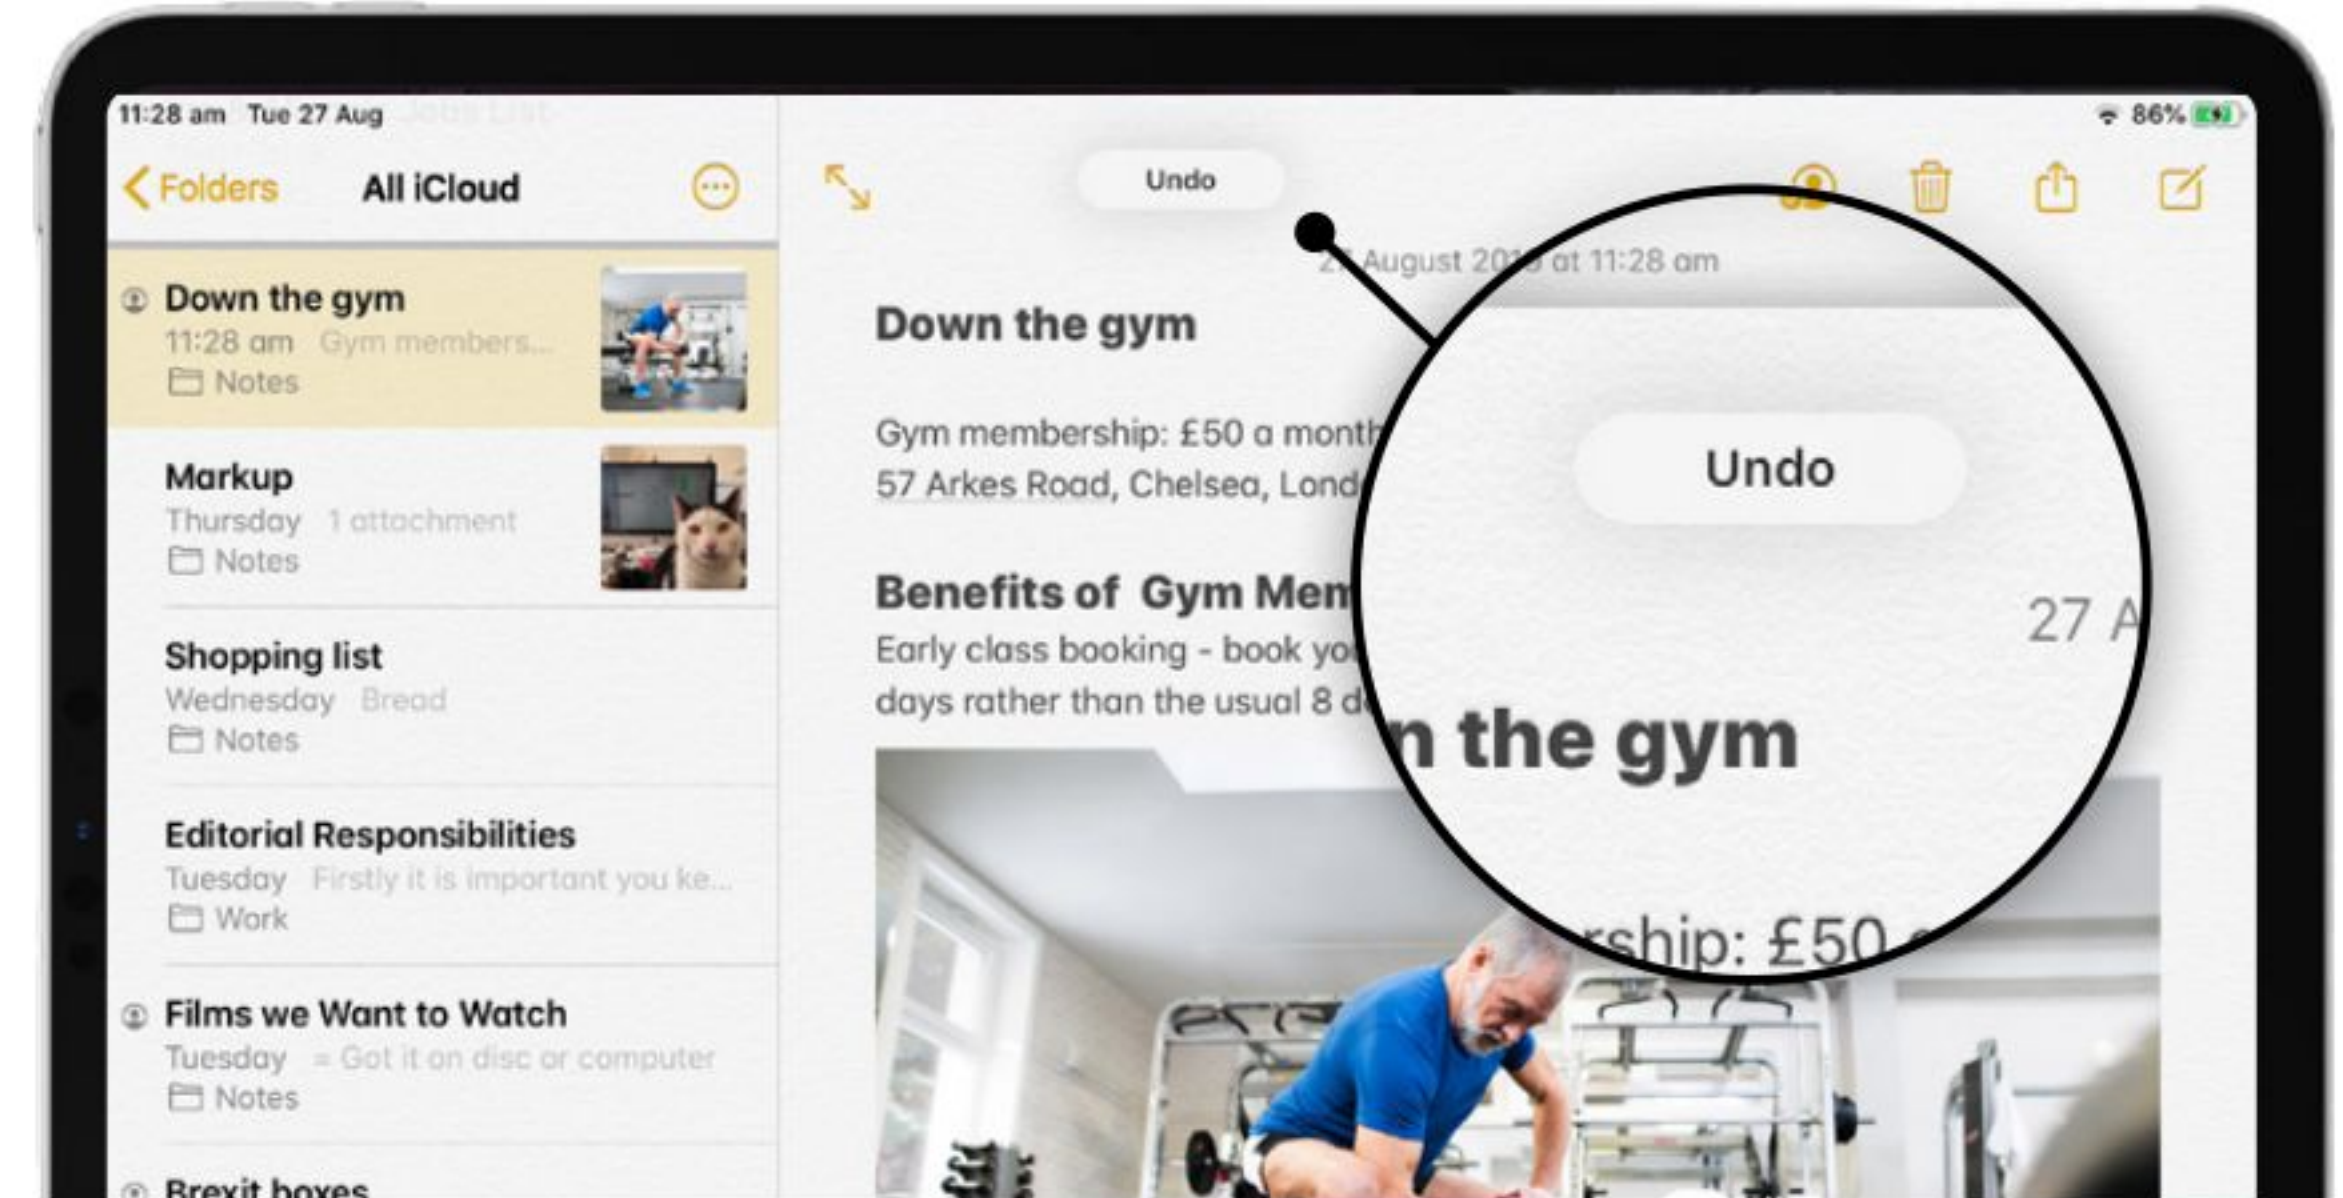 11:28 am Tue 27 Aug
86%
Folders
All iCloud
Undo
Down the gym
11:28 am Gym members...
Notes
Markup
Thursday 1 attachment
Notes
Shopping list
Wednesday Bread
Notes
Editorial Responsibilities
Tuesday Firstly it is important you ke...
Work
Films we Want to Watch
Tuesday = Got it on disc or computer
Notes
Brexit boxes
August at 11:28 am
Down the gym
Gym membership: £50 a month
57 Arkes Road, Chelsea, Lond
Benefits of Gym Mem
Early class booking - book yo
days rather than the usual 8 d
Undo
27 A
n the gym
rship: £50